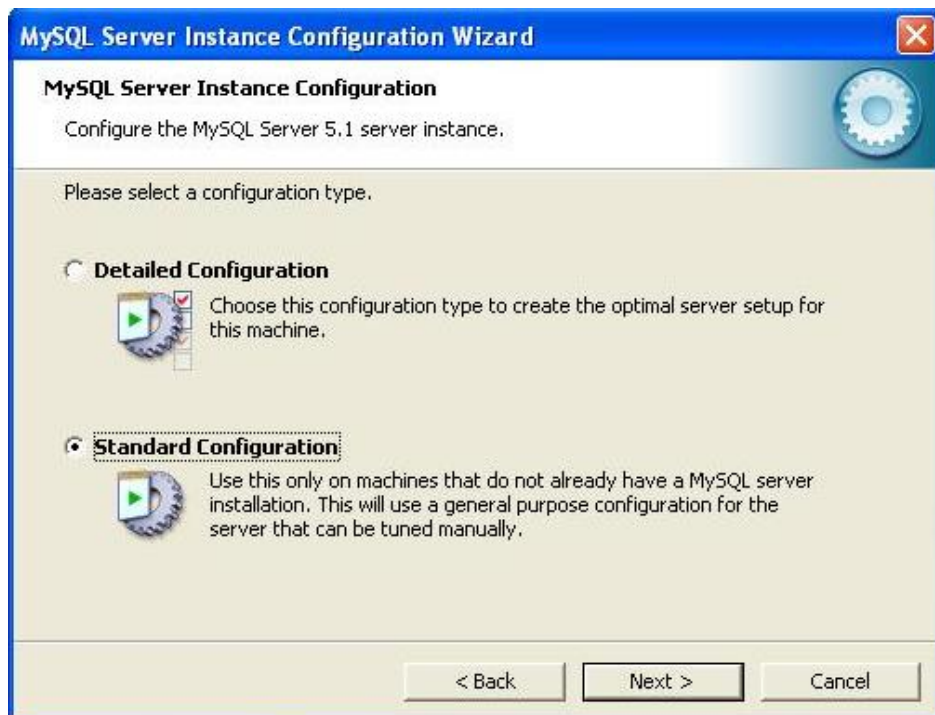 MySQL Server Instance Configuration Wizard
MySQL Server Instance Configuration
Configure the MySQL Server 5.1 server instance.
Please select a configuration type.
Detailed Configuration
Choose this configuration type to create the optimal server setup for
this machine.
Standard Configuration
Use this only on machines that do not already have a MySQL server
installation. This will use a general purpose configuration for the
server that can be tuned manually.
< Back
Next >
Cancel